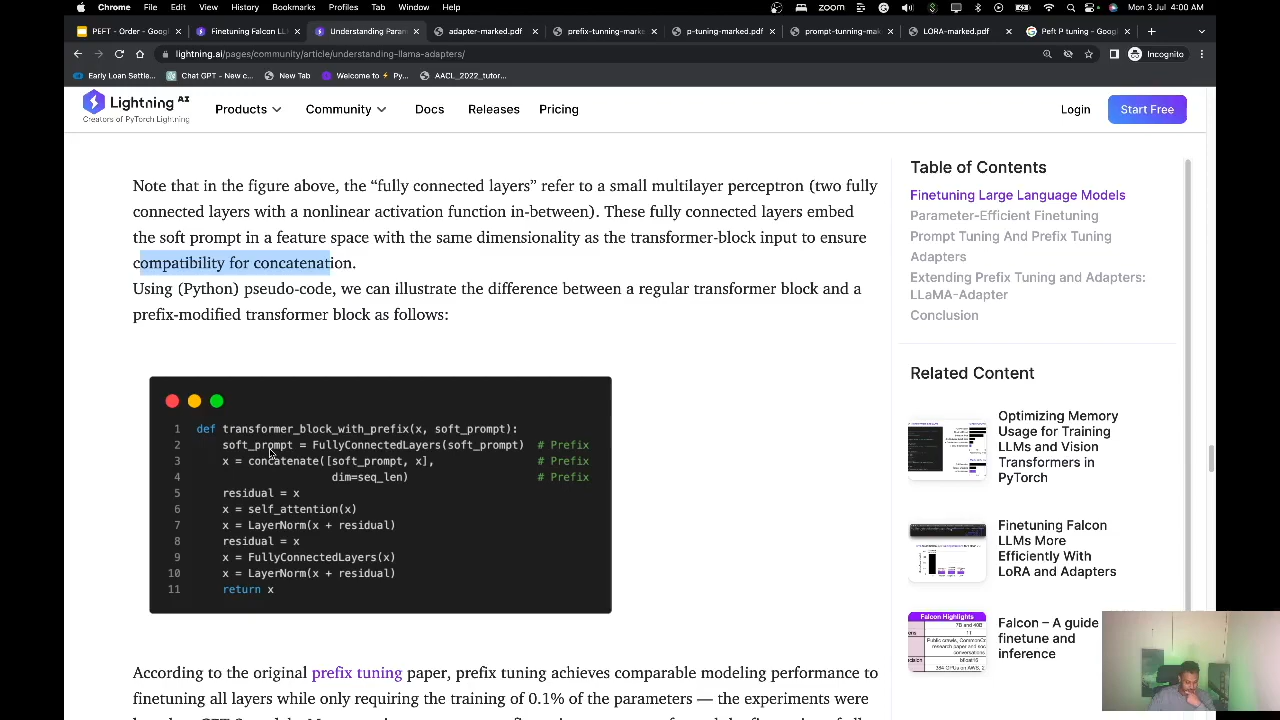 Chrome File Edit View History Bookmarks Profiles Tab Window Help zoom Mon 3 Jul 4:00 AM
PEFT - Order - Googl Finetuning Falcon LL Understanding Para adapter-marked.pdf prefix-tunning-mark p-tuning-marked.pdf prompt-tunning-mak LORA-marked.pdf Peft P tuning - Goog
lightning.ai/pages/community/article/understanding-llama-adapters/ Incognito
Early Loan Settle... Chat GPT - New c... New Tab Welcome to ⚡ Py... AACL_2022_tutor...
Lightning AI
Creators of PyTorch Lightning
Products Community Docs Releases Pricing Login Start Free
Note that in the figure above, the “fully connected layers” refer to a small multilayer perceptron (two fully
connected layers with a nonlinear activation function in-between). These fully connected layers embed
the soft prompt in a feature space with the same dimensionality as the transformer-block input to ensure
compatibility for concatenation.
Using (Python) pseudo-code, we can illustrate the difference between a regular transformer block and a
prefix-modified transformer block as follows:
1 def transformer_block_with_prefix(x, soft_prompt):
2 soft_prompt = FullyConnectedLayers(soft_prompt) # Prefix
3 x = concatenate([soft_prompt, x], # Prefix
4 dim=seq_len) # Prefix
5 residual = x
6 x = self_attention(x)
7 x = LayerNorm(x + residual)
8 residual = x
9 x = FullyConnectedLayers(x)
10 x = LayerNorm(x + residual)
11 return x
According to the original prefix tuning paper, prefix tuning achieves comparable modeling performance to
finetuning all layers while only requiring the training of 0.1% of the parameters — the experiments were
Table of Contents
Finetuning Large Language Models
Parameter-Efficient Finetuning
Prompt Tuning And Prefix Tuning
Adapters
Extending Prefix Tuning and Adapters:
LLaMA-Adapter
Conclusion
Related Content
Optimizing Memory
Usage for Training
LLMs and Vision
Transformers in
PyTorch
Finetuning Falcon
LLMs More
Efficiently With
LoRA and Adapters
Falcon Highlights
7B and 40B
Falcon – A guide
finetune and
inference